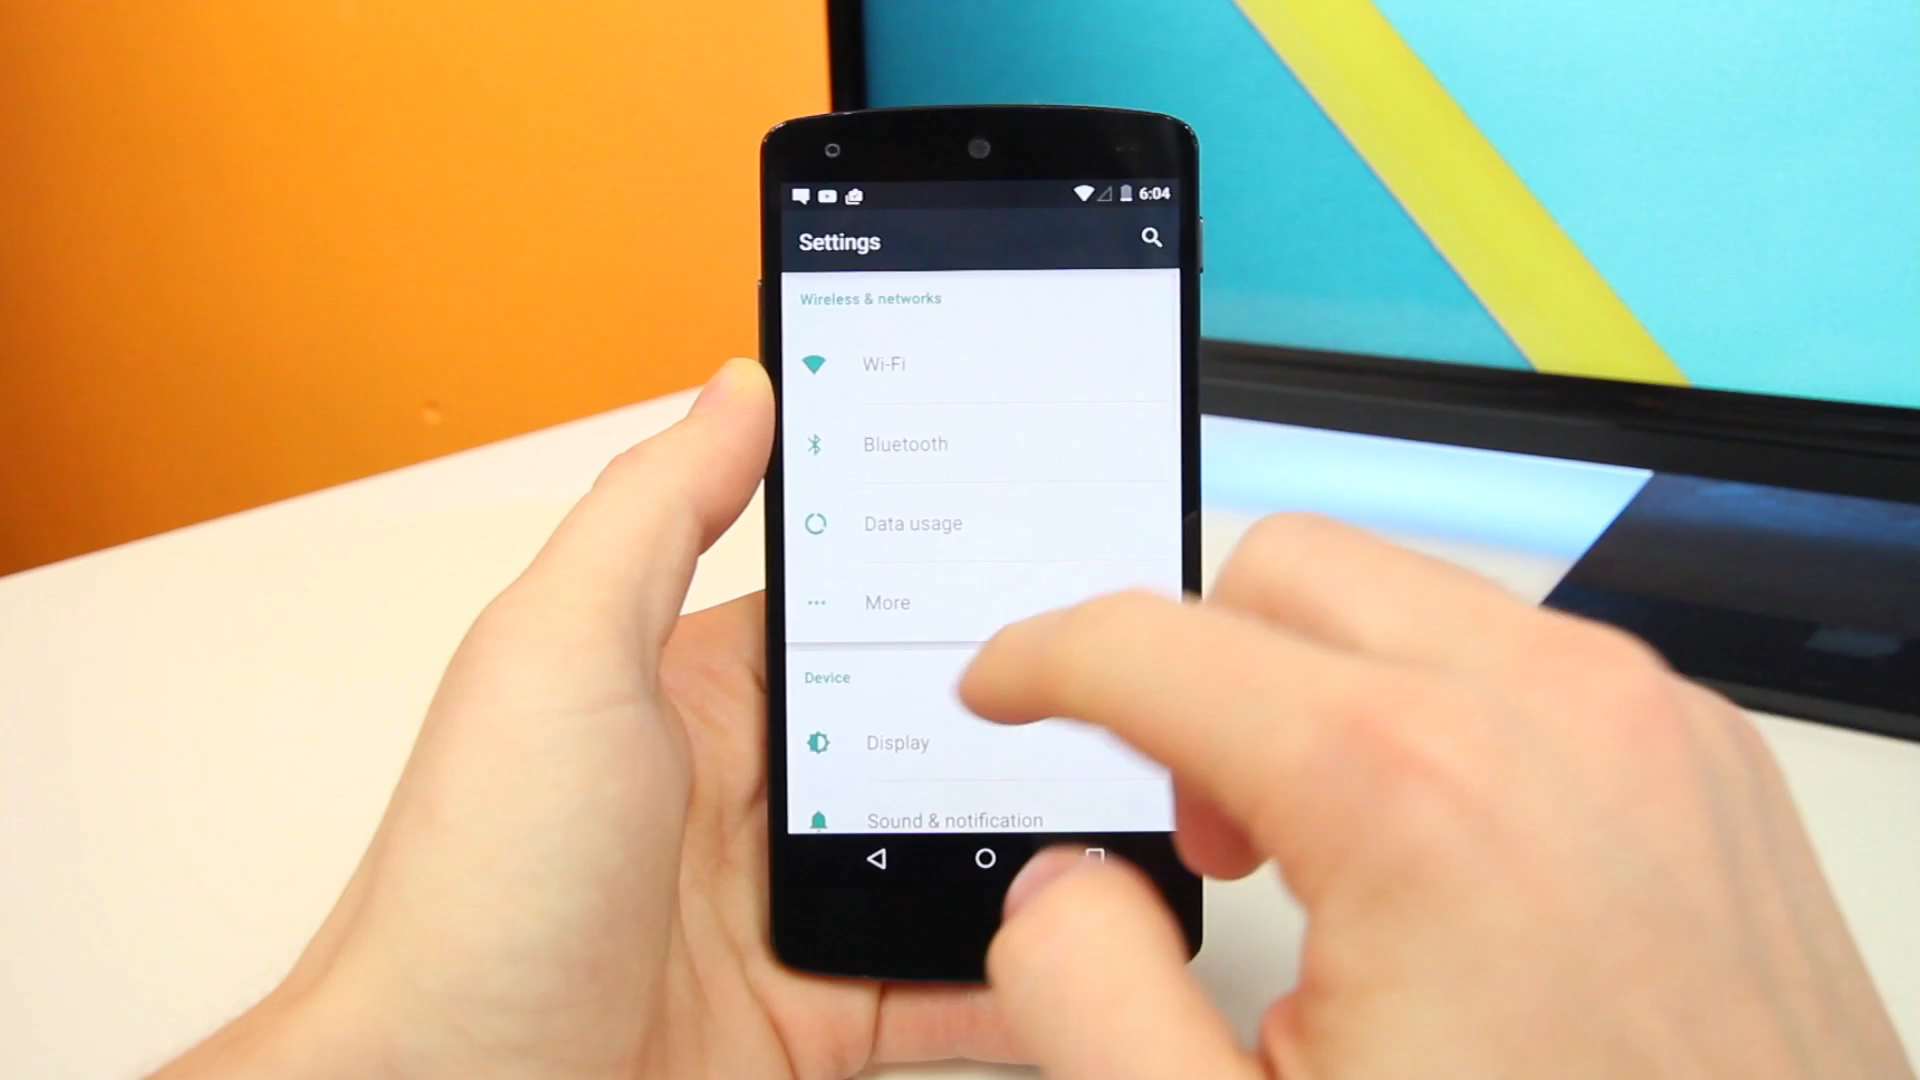 6:04
Settings
Wireless & networks
Wi-Fi
Bluetooth
Data usage
More
Device
Display
Sound & notification